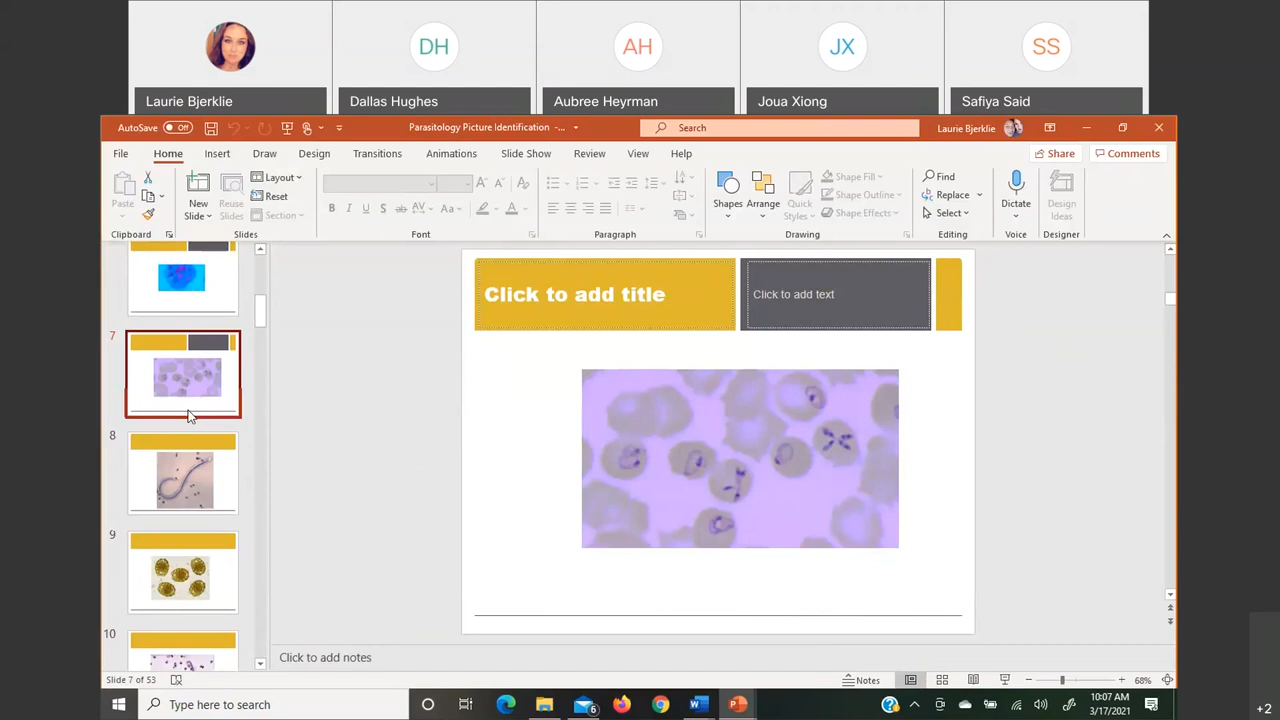 DH
AH
JX
SS
Laurie Bjerklie
Dallas Hughes
Aubree Heyrman
Joua Xiong
Safiya Said
AutoSave Off
Parasitology Picture Identification -...
Search
Laurie Bjerklie
File Home Insert Draw Design Transitions Animations Slide Show Review View Help
Share Comments
Paste
New Slide
Reuse Slides
Layout
Reset
Section
B I U S ab AV Aa A
Shapes
Arrange
Quick Styles
Shape Fill
Shape Outline
Shape Effects
Find
Replace
Select
Dictate
Design Ideas
Clipboard Slides Font Paragraph Drawing Editing Voice Designer
7
8
9
10
Click to add title
Click to add text
Click to add notes
Slide 7 of 53
Notes
68%
Type here to search
6
10:07 AM
3/17/2021
+2